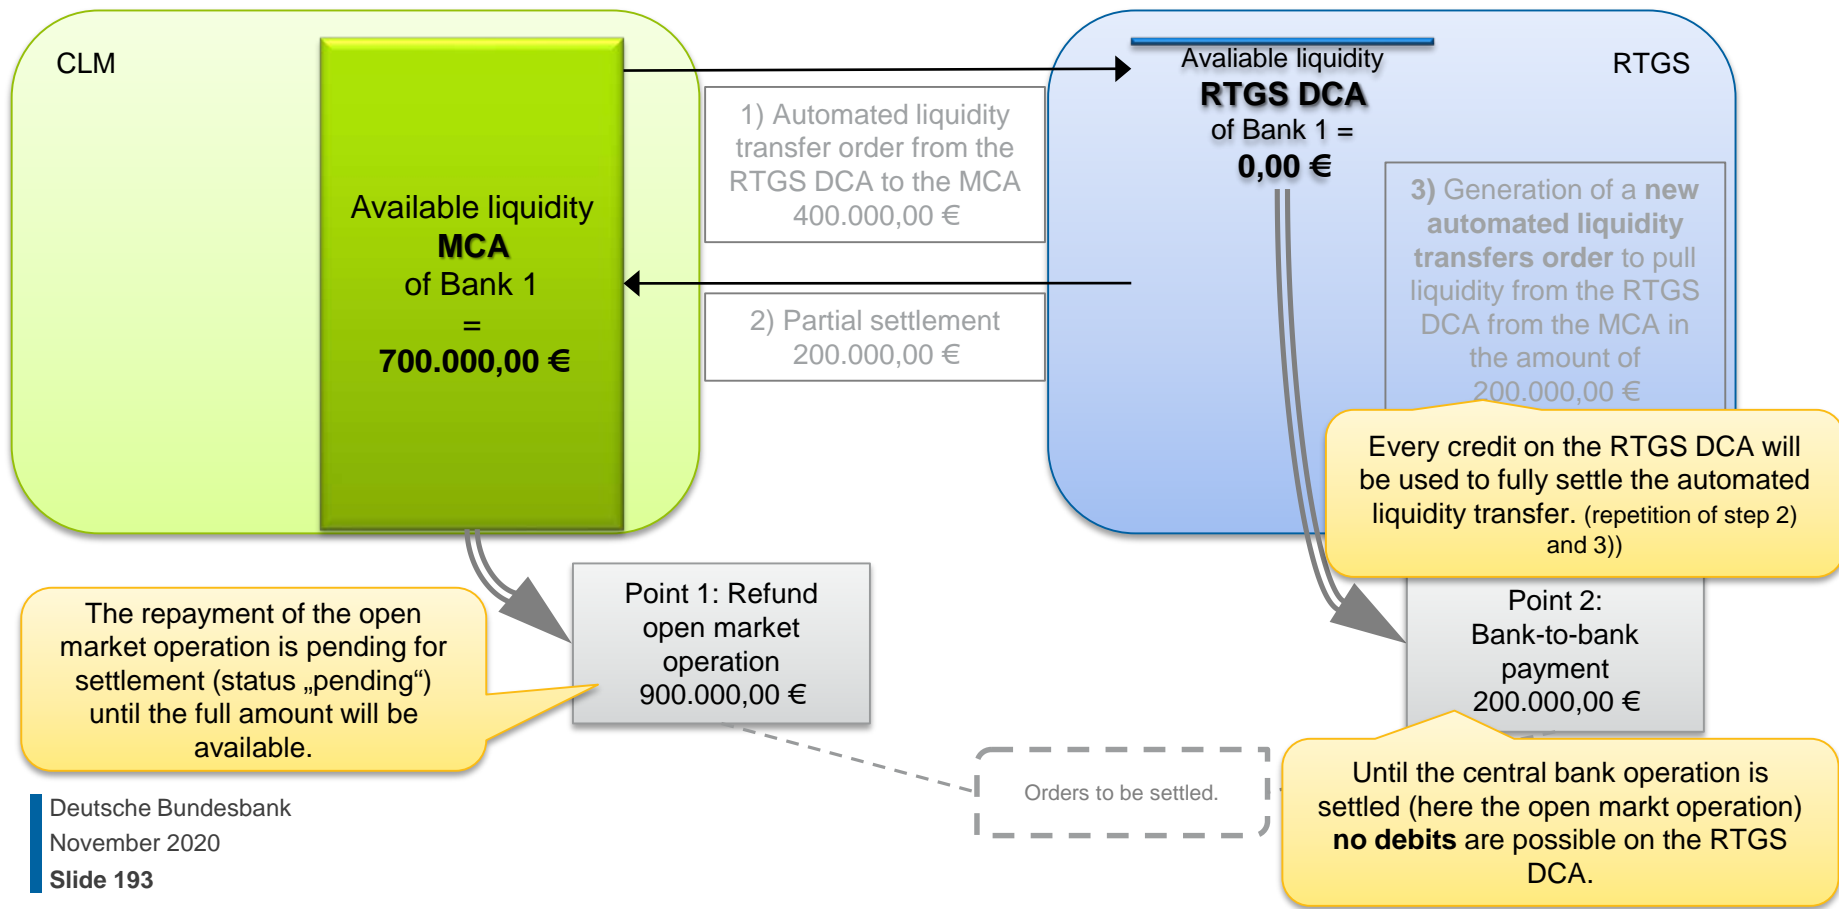 CLM
Available liquidity
MCA
of Bank 1
=
700.000,00 €
1) Automated liquidity
transfer order from the
RTGS DCA to the MCA
400.000,00 €
2) Partial settlement
200.000,00 €
Avaliable liquidity
RTGS DCA
of Bank 1 =
0,00 €
RTGS
3) Generation of a new
automated liquidity
transfers order to pull
liquidity from the RTGS
DCA from the MCA in
the amount of
200.000,00 €
Every credit on the RTGS DCA will
be used to fully settle the automated
liquidity transfer. (repetition of step 2)
and 3))
The repayment of the open
market operation is pending for
settlement (status „pending“)
until the full amount will be
available.
Point 1: Refund
open market
operation
900.000,00 €
Point 2:
Bank-to-bank
payment
200.000,00 €
Orders to be settled.
Until the central bank operation is
settled (here the open markt operation)
no debits are possible on the RTGS
DCA.
Deutsche Bundesbank
November 2020
Slide 193